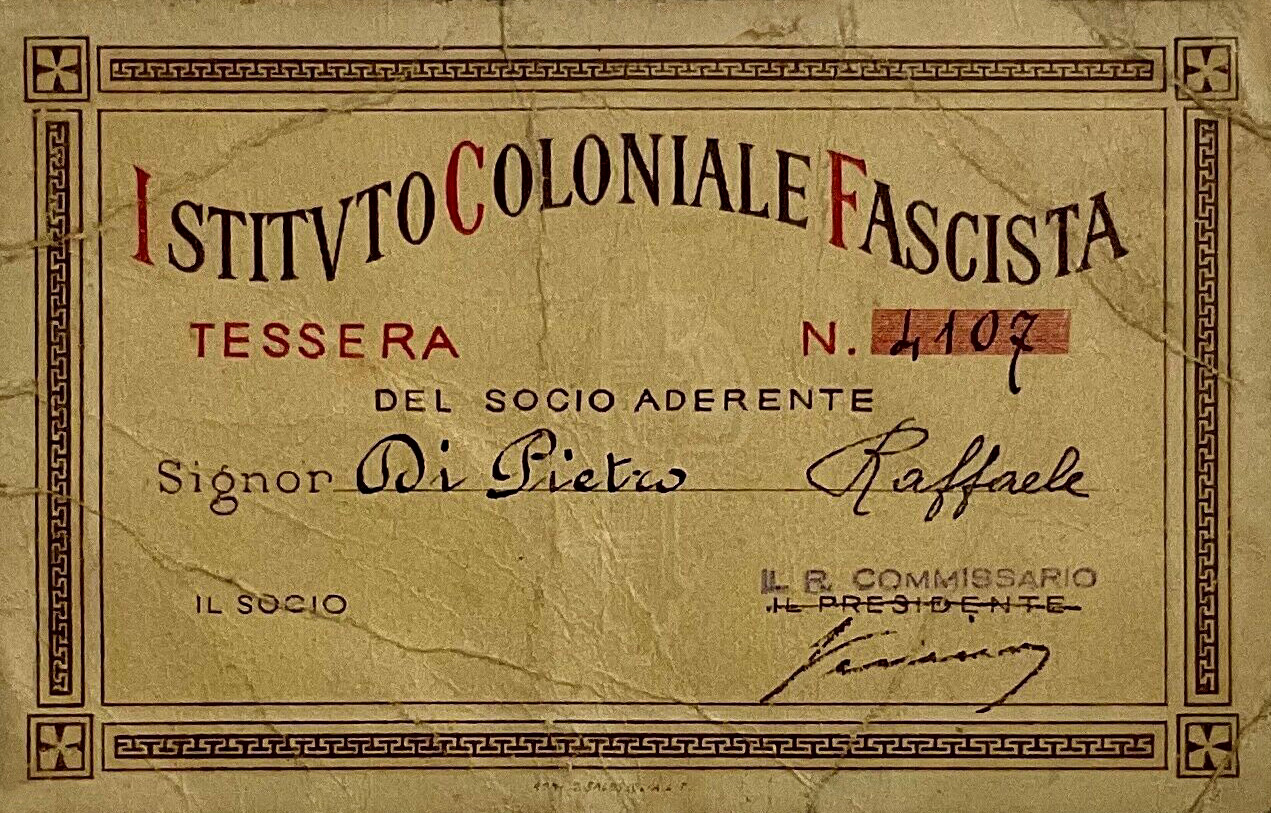 ISTITVTO COLONIALE FASCISTA
TESSERA N. 4107
DEL SOCIO ADERENTE
Signor Di Pietro Raffaele
IL R. COMMISSARIO
IL SOCIO IL PRESIDENTE